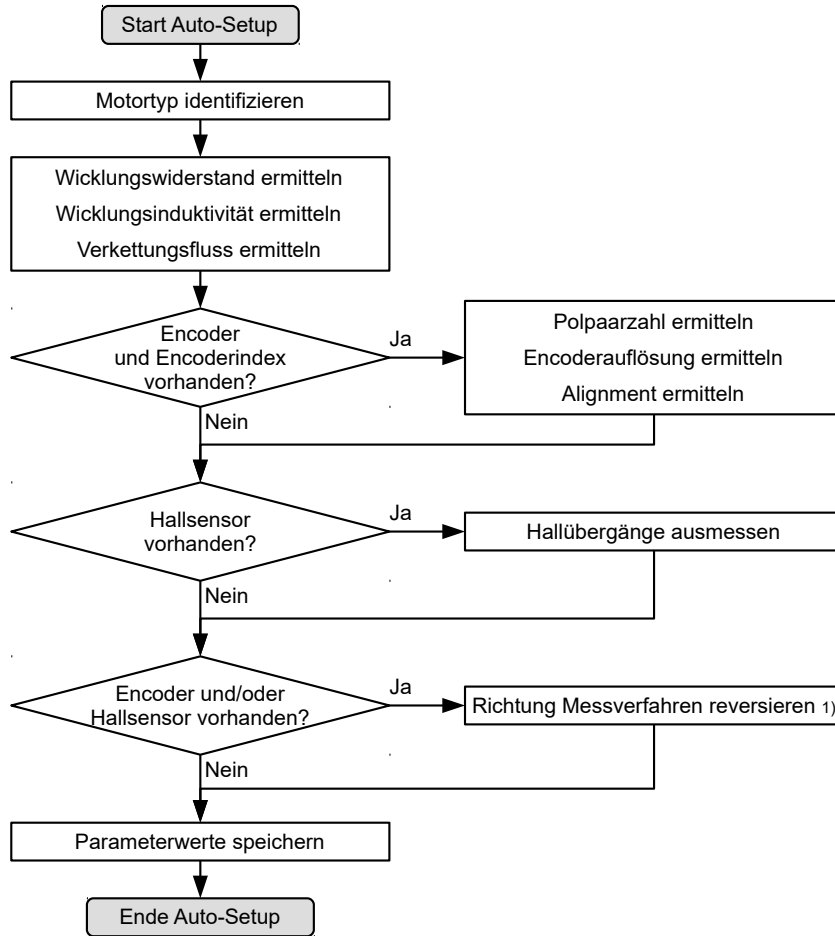 Start Auto-Setup
Motortyp identifizieren
Wicklungswiderstand ermitteln
Wicklungsinduktivität ermitteln
Verkettungsfluss ermitteln
Encoder
und Encoderindex
vorhanden?
Ja
Polpaarzahl ermitteln
Encoderauflösung ermitteln
Alignment ermitteln
Nein
Hallsensor
vorhanden?
Ja
Hallübergänge ausmessen
Nein
Encoder und/oder
Hallsensor vorhanden?
Ja
Richtung Messverfahren reversieren 1)
Nein
Parameterwerte speichern
Ende Auto-Setup